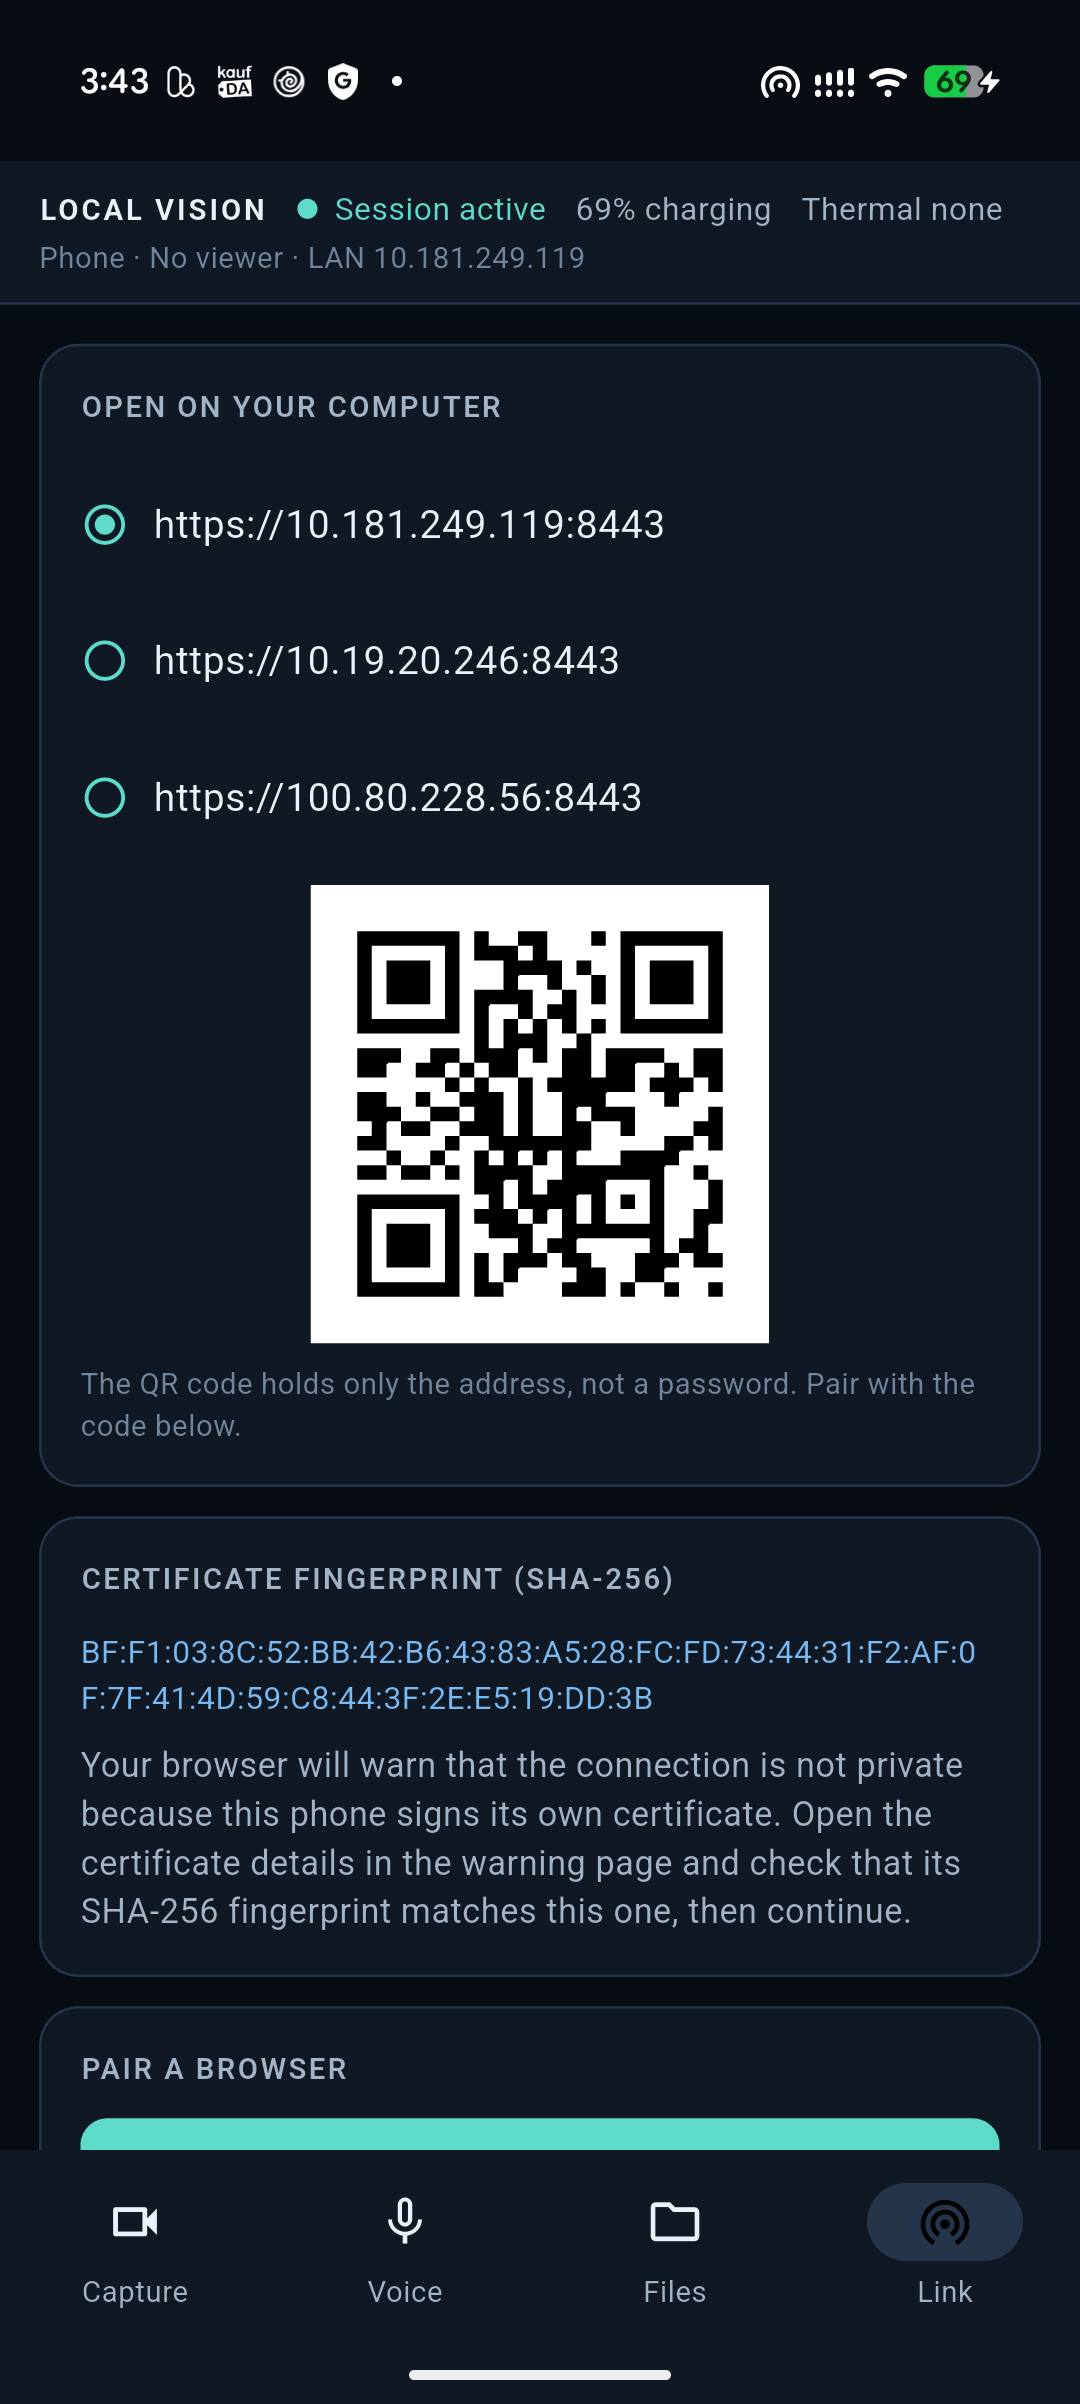 3:43 kauf DA G 69
LOCAL VISION Session active 69% charging Thermal none
Phone · No viewer · LAN 10.181.249.119
OPEN ON YOUR COMPUTER
https://10.181.249.119:8443
https://10.19.20.246:8443
https://100.80.228.56:8443
The QR code holds only the address, not a password. Pair with the
code below.
CERTIFICATE FINGERPRINT (SHA-256)
BF:F1:03:8C:52:BB:42:B6:43:83:A5:28:FC:FD:73:44:31:F2:AF:0
F:7F:41:4D:59:C8:44:3F:2E:E5:19:DD:3B
Your browser will warn that the connection is not private
because this phone signs its own certificate. Open the
certificate details in the warning page and check that its
SHA-256 fingerprint matches this one, then continue.
PAIR A BROWSER
Capture Voice Files Link